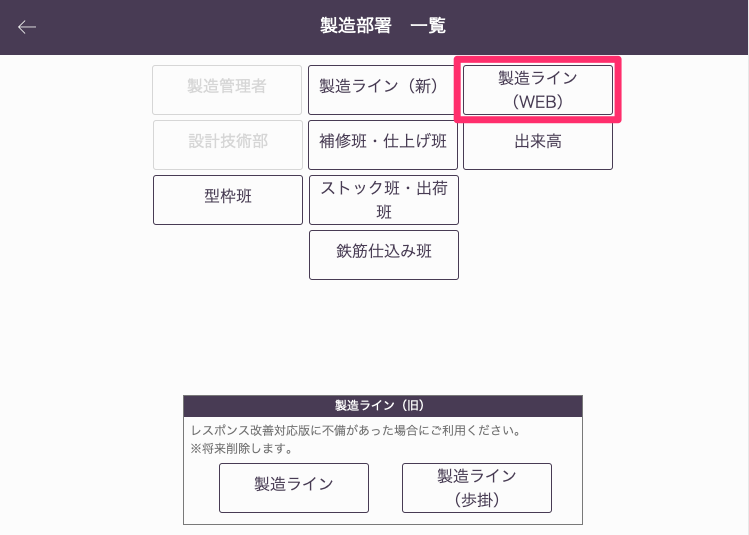 製造部署　一覧
製造管理者
製造ライン（新）
製造ライン
（WEB）
設計技術部
補修班・仕上げ班
出来高
型枠班
ストック班・出荷
班
鉄筋仕込み班
製造ライン（旧）
レスポンス改善対応版に不備があった場合にご利用ください。
※将来削除します。
製造ライン
製造ライン
（歩掛）